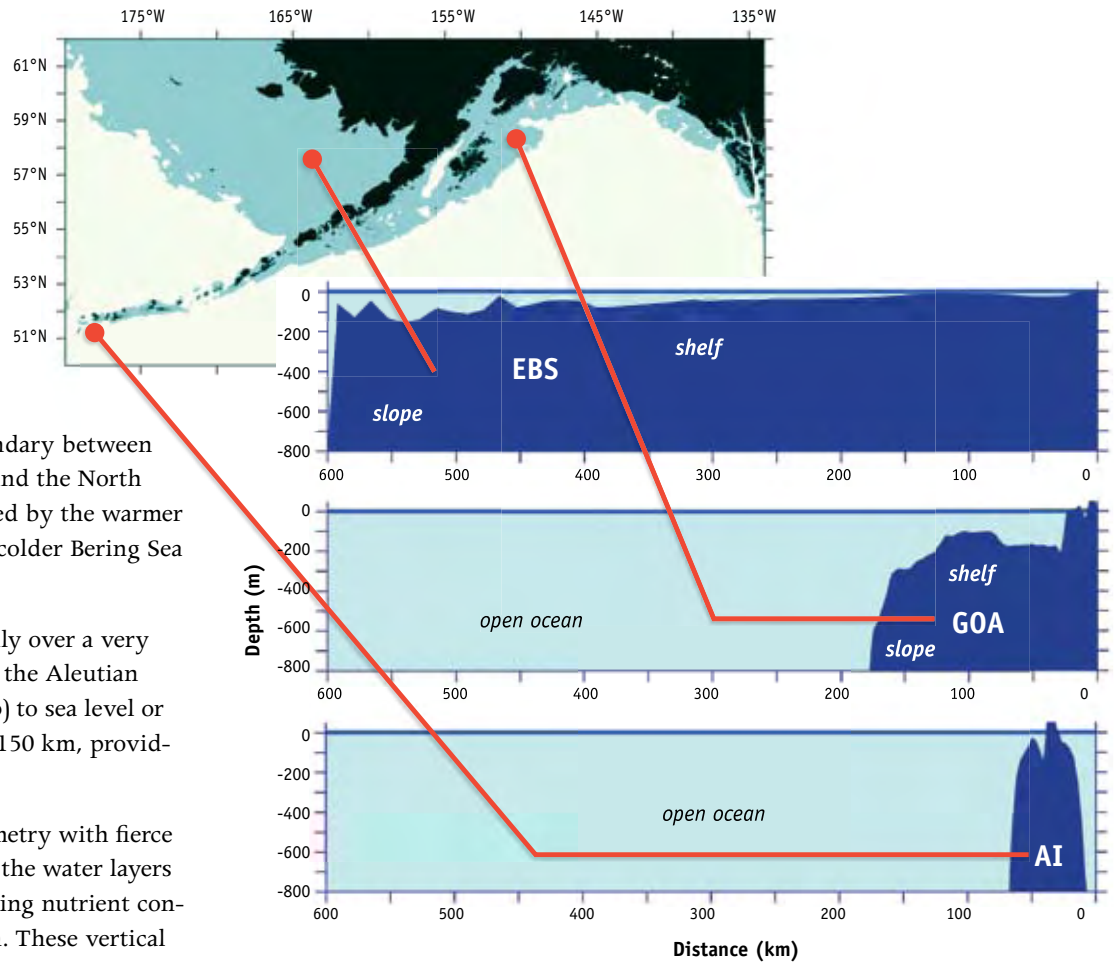 175°W 165°W 155°W 145°W 135°W
61°N
59°N
57°N
55°N
53°N
51°N
0
-200
-400
-600
-800
EBS
shelf
slope
600 500 400 300 200 100 0
ndary between
nd the North
ed by the warmer
colder Bering Sea
ly over a very
the Aleutian
) to sea level or
150 km, provid-
netry with fierce
the water layers
ing nutrient con-
. These vertical
Depth (m)
0
-200
-400
-600
-800
open ocean
shelf
GOA
slope
600 500 400 300 200 100 0
0
-200
-400
-600
-800
open ocean
AI
600 500 400 300 200 100 0
Distance (km)